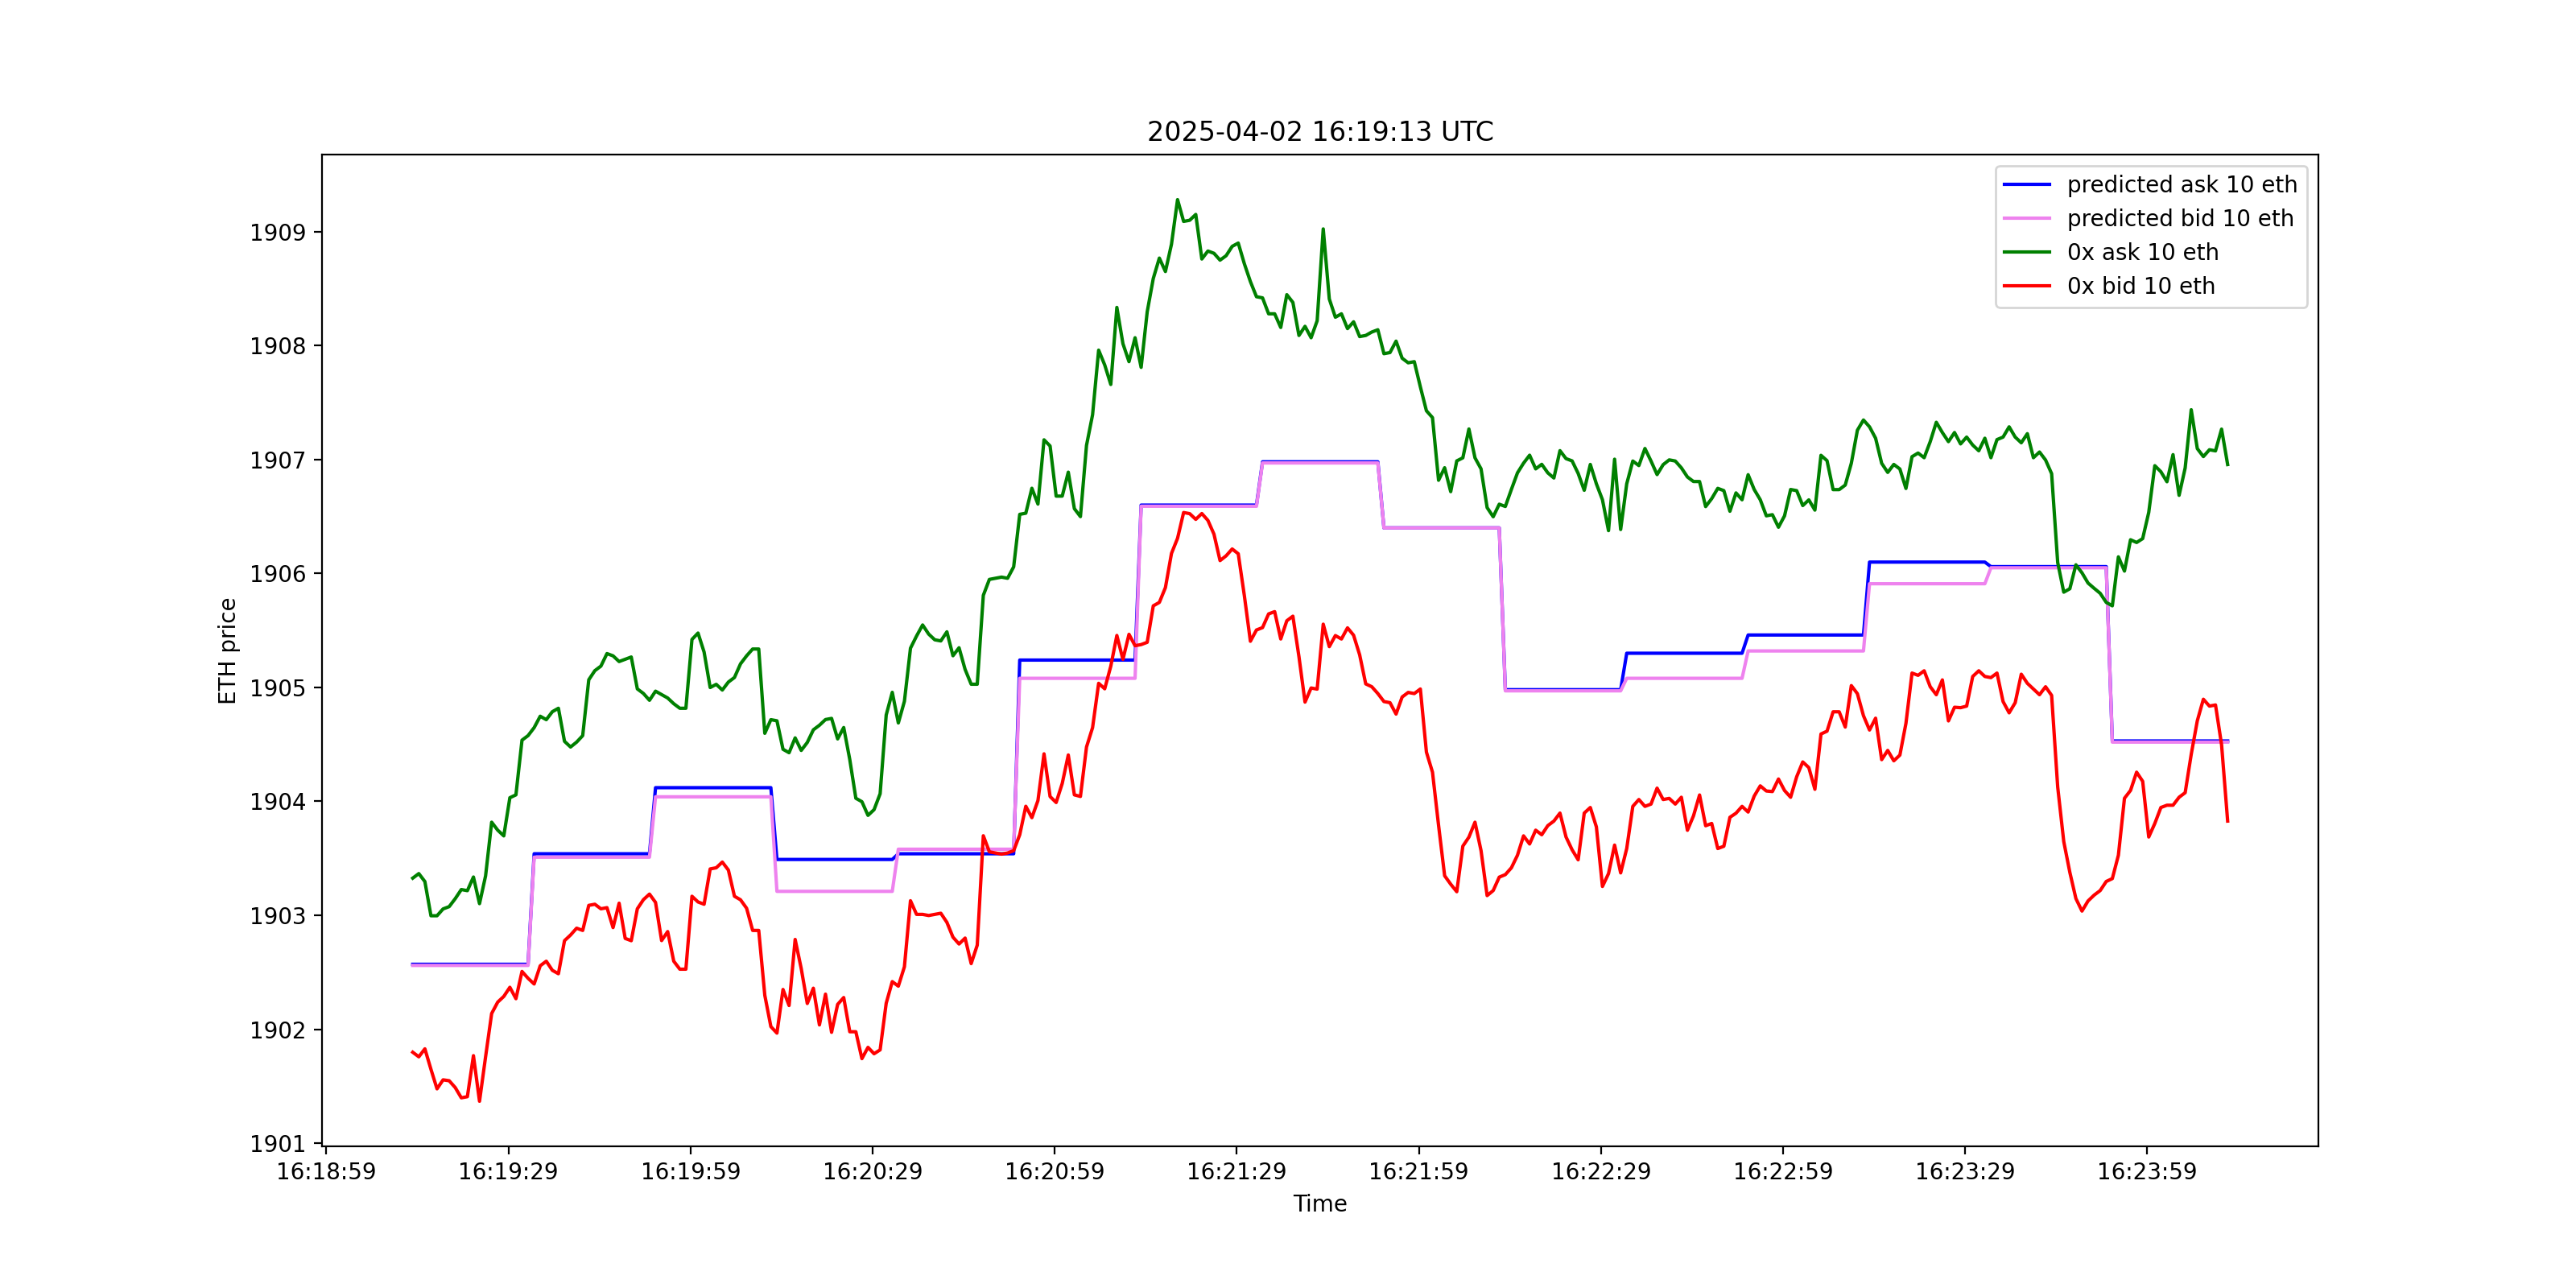 2025-04-02 16:19:13 UTC
predicted ask 10 eth
predicted bid 10 eth
0x ask 10 eth
0x bid 10 eth
ETH price
1909
1908
1907
1906
1905
1904
1903
1902
1901
16:18:59 16:19:29 16:19:59 16:20:29 16:20:59 16:21:29 16:21:59 16:22:29 16:22:59 16:23:29 16:23:59
Time